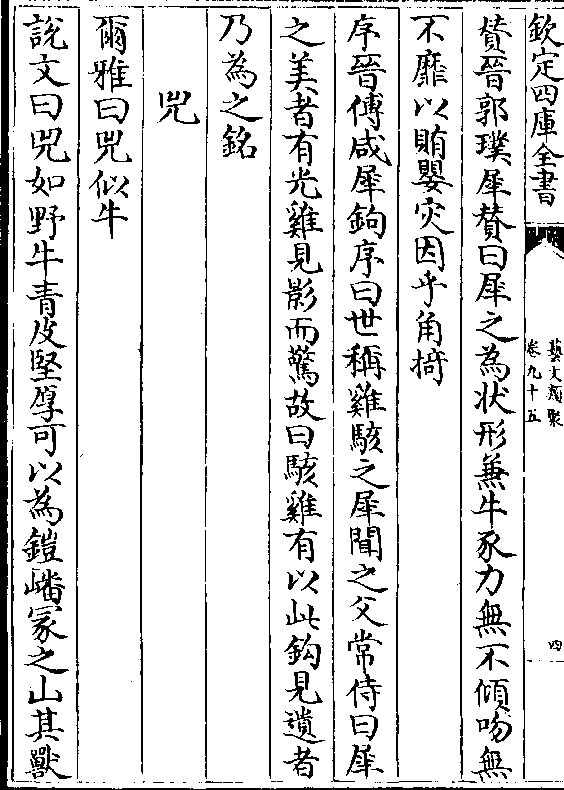 欽定四庫全書
藝文類聚
卷九十五
四
賛晉郭璞犀賛曰犀之為狀形兼牛豕力無不傾吻無
不靡以賄嬰灾因乎角掎
序晉傅咸犀鉤序曰世稱雞駭之犀聞之父常侍曰犀
之美者有光雞見影而驚故曰駭雞有以此鈎見遺者
乃為之銘
兕
爾雅曰兕似牛
說文曰兕如野牛青皮堅厚可以為鎧嶓冢之山其獸